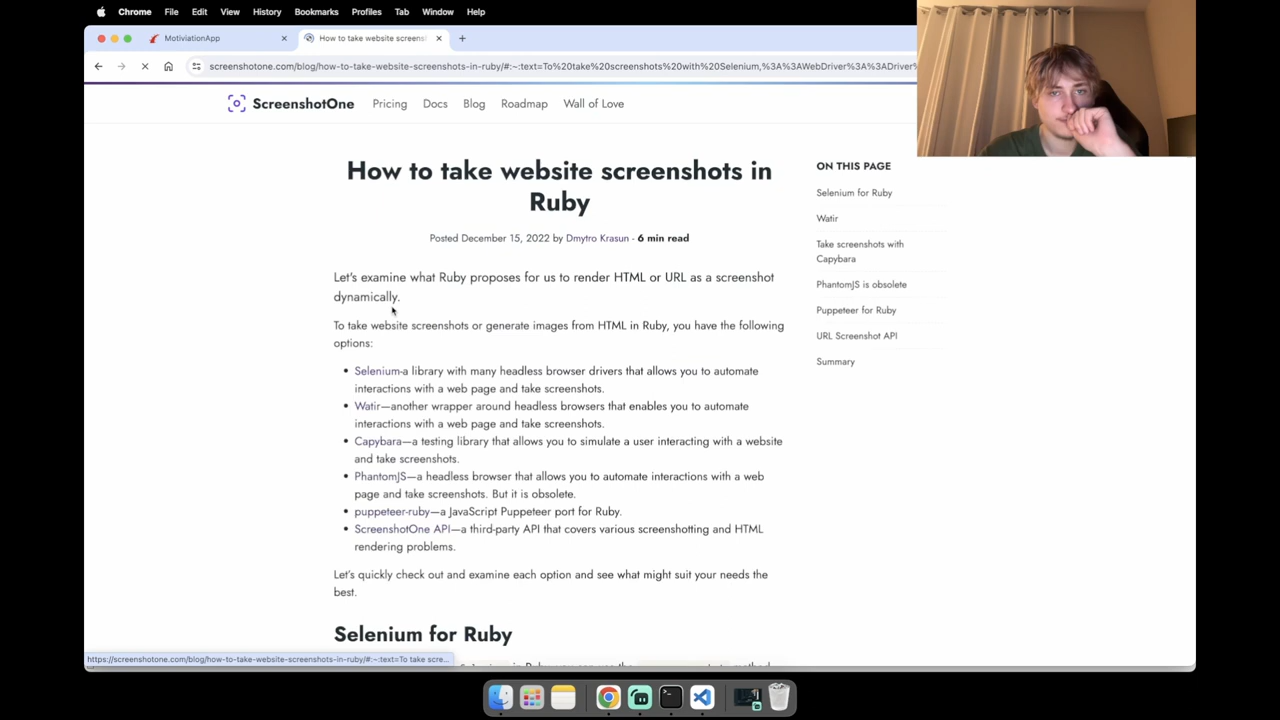 Chrome File Edit View History Bookmarks Profiles Tab Window Help
MotiviationApp
How to take website screens
screenshotone.com/blog/how-to-take-website-screenshots-in-ruby/#:~:text=To%20take%20screenshots%20with%20Selenium,%3A%3AWebDriver%3A%3ADriver%
ScreenshotOne Pricing Docs Blog Roadmap Wall of Love
How to take website screenshots in
Ruby
Posted December 15, 2022 by Dmytro Krasun - 6 min read
Let's examine what Ruby proposes for us to render HTML or URL as a screenshot
dynamically.
To take website screenshots or generate images from HTML in Ruby, you have the following
options:
• Selenium-a library with many headless browser drivers that allows you to automate
interactions with a web page and take screenshots.
• Watir—another wrapper around headless browsers that enables you to automate
interactions with a web page and take screenshots.
• Capybara—a testing library that allows you to simulate a user interacting with a website
and take screenshots.
• PhantomJS—a headless browser that allows you to automate interactions with a web
page and take screenshots. But it is obsolete.
• puppeteer-ruby—a JavaScript Puppeteer port for Ruby.
• ScreenshotOne API—a third-party API that covers various screenshotting and HTML
rendering problems.
Let's quickly check out and examine each option and see what might suit your needs the
best.
Selenium for Ruby
ON THIS PAGE
Selenium for Ruby
Watir
Take screenshots with
Capybara
PhantomJS is obsolete
Puppeteer for Ruby
URL Screenshot API
Summary
https://screenshotone.com/blog/how-to-take-website-screenshots-in-ruby/#:~:text=To take scre...